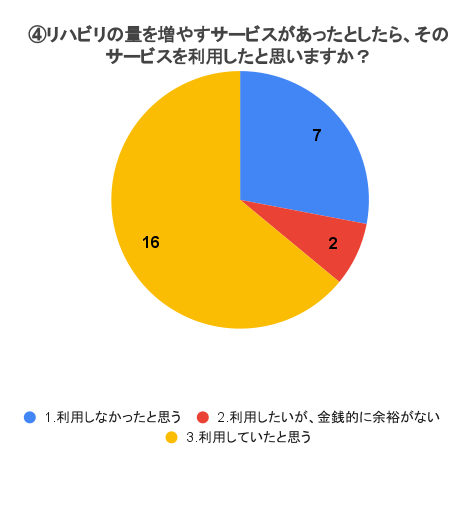 ④リハビリの量を増やすサービスがあったとしたら、その
サービスを利用したと思いますか？
7
2
16
1.利用しなかったと思う
2.利用したいが、金銭的に余裕がない
3.利用していたと思う